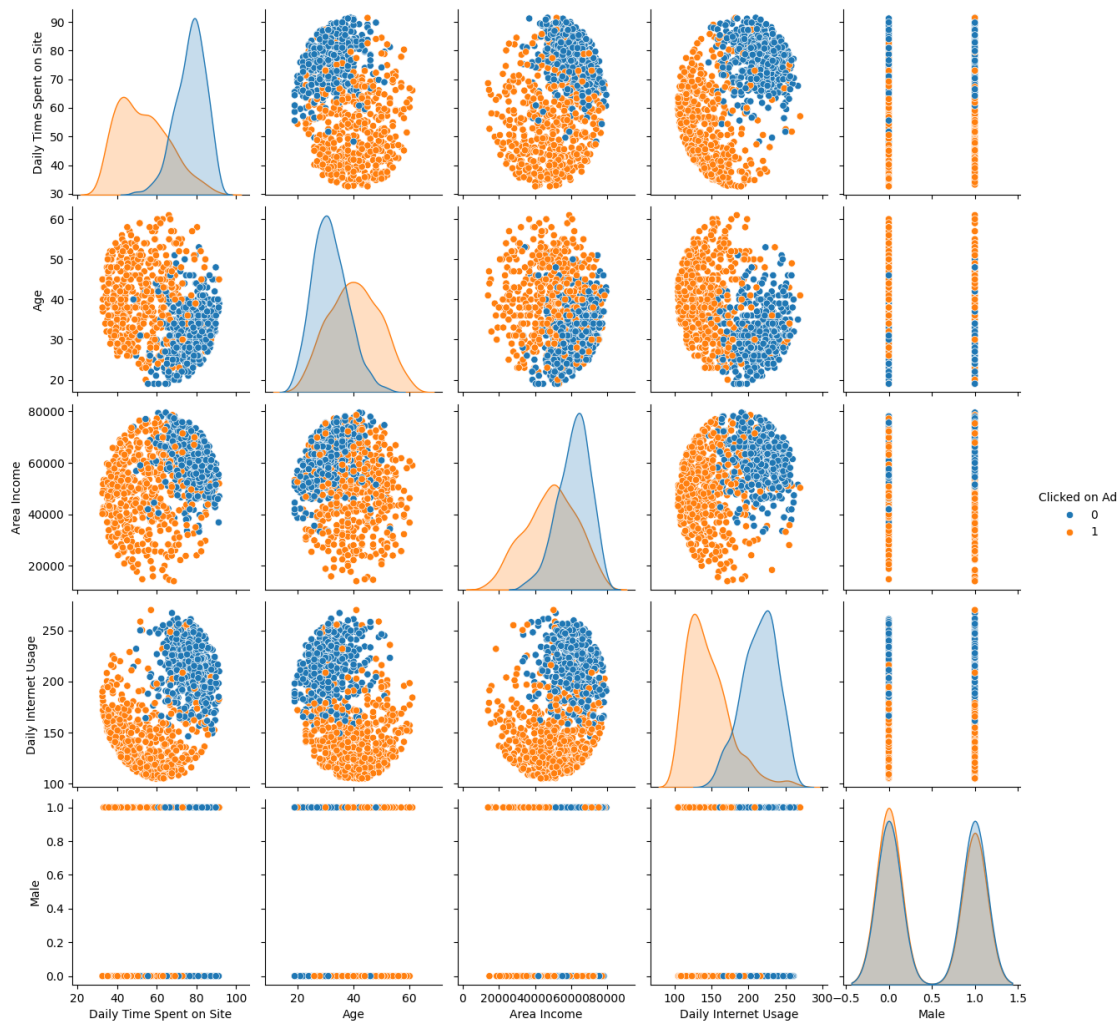 90
80
70
60
50
40
30
Daily Time Spent on Site
60
50
40
30
20
Age
80000
60000
40000
20000
Area Income
Clicked on Ad
0
1
250
200
150
100
Daily Internet Usage
1.0
0.8
0.6
0.4
0.2
0.0
Male
20 40 60 80 100
Daily Time Spent on Site
20 40 60
Age
0 20000 40000 60000 80000
Area Income
100 150 200 250 300
Daily Internet Usage
−0.5 0.0 0.5 1.0 1.5
Male